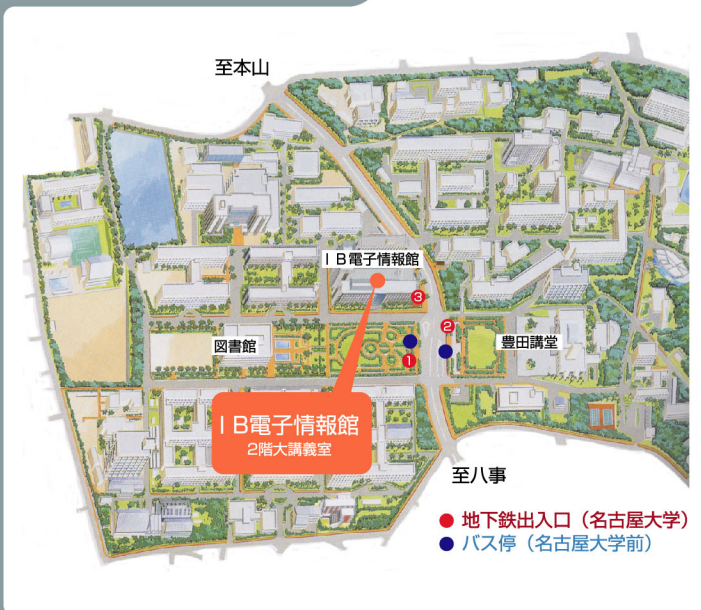 至本山
IB電子情報館
3
2
図書館
豊田講堂
1
IB電子情報館
2階大講義室
至八事
地下鉄出入口（名古屋大学）
バス停（名古屋大学前）